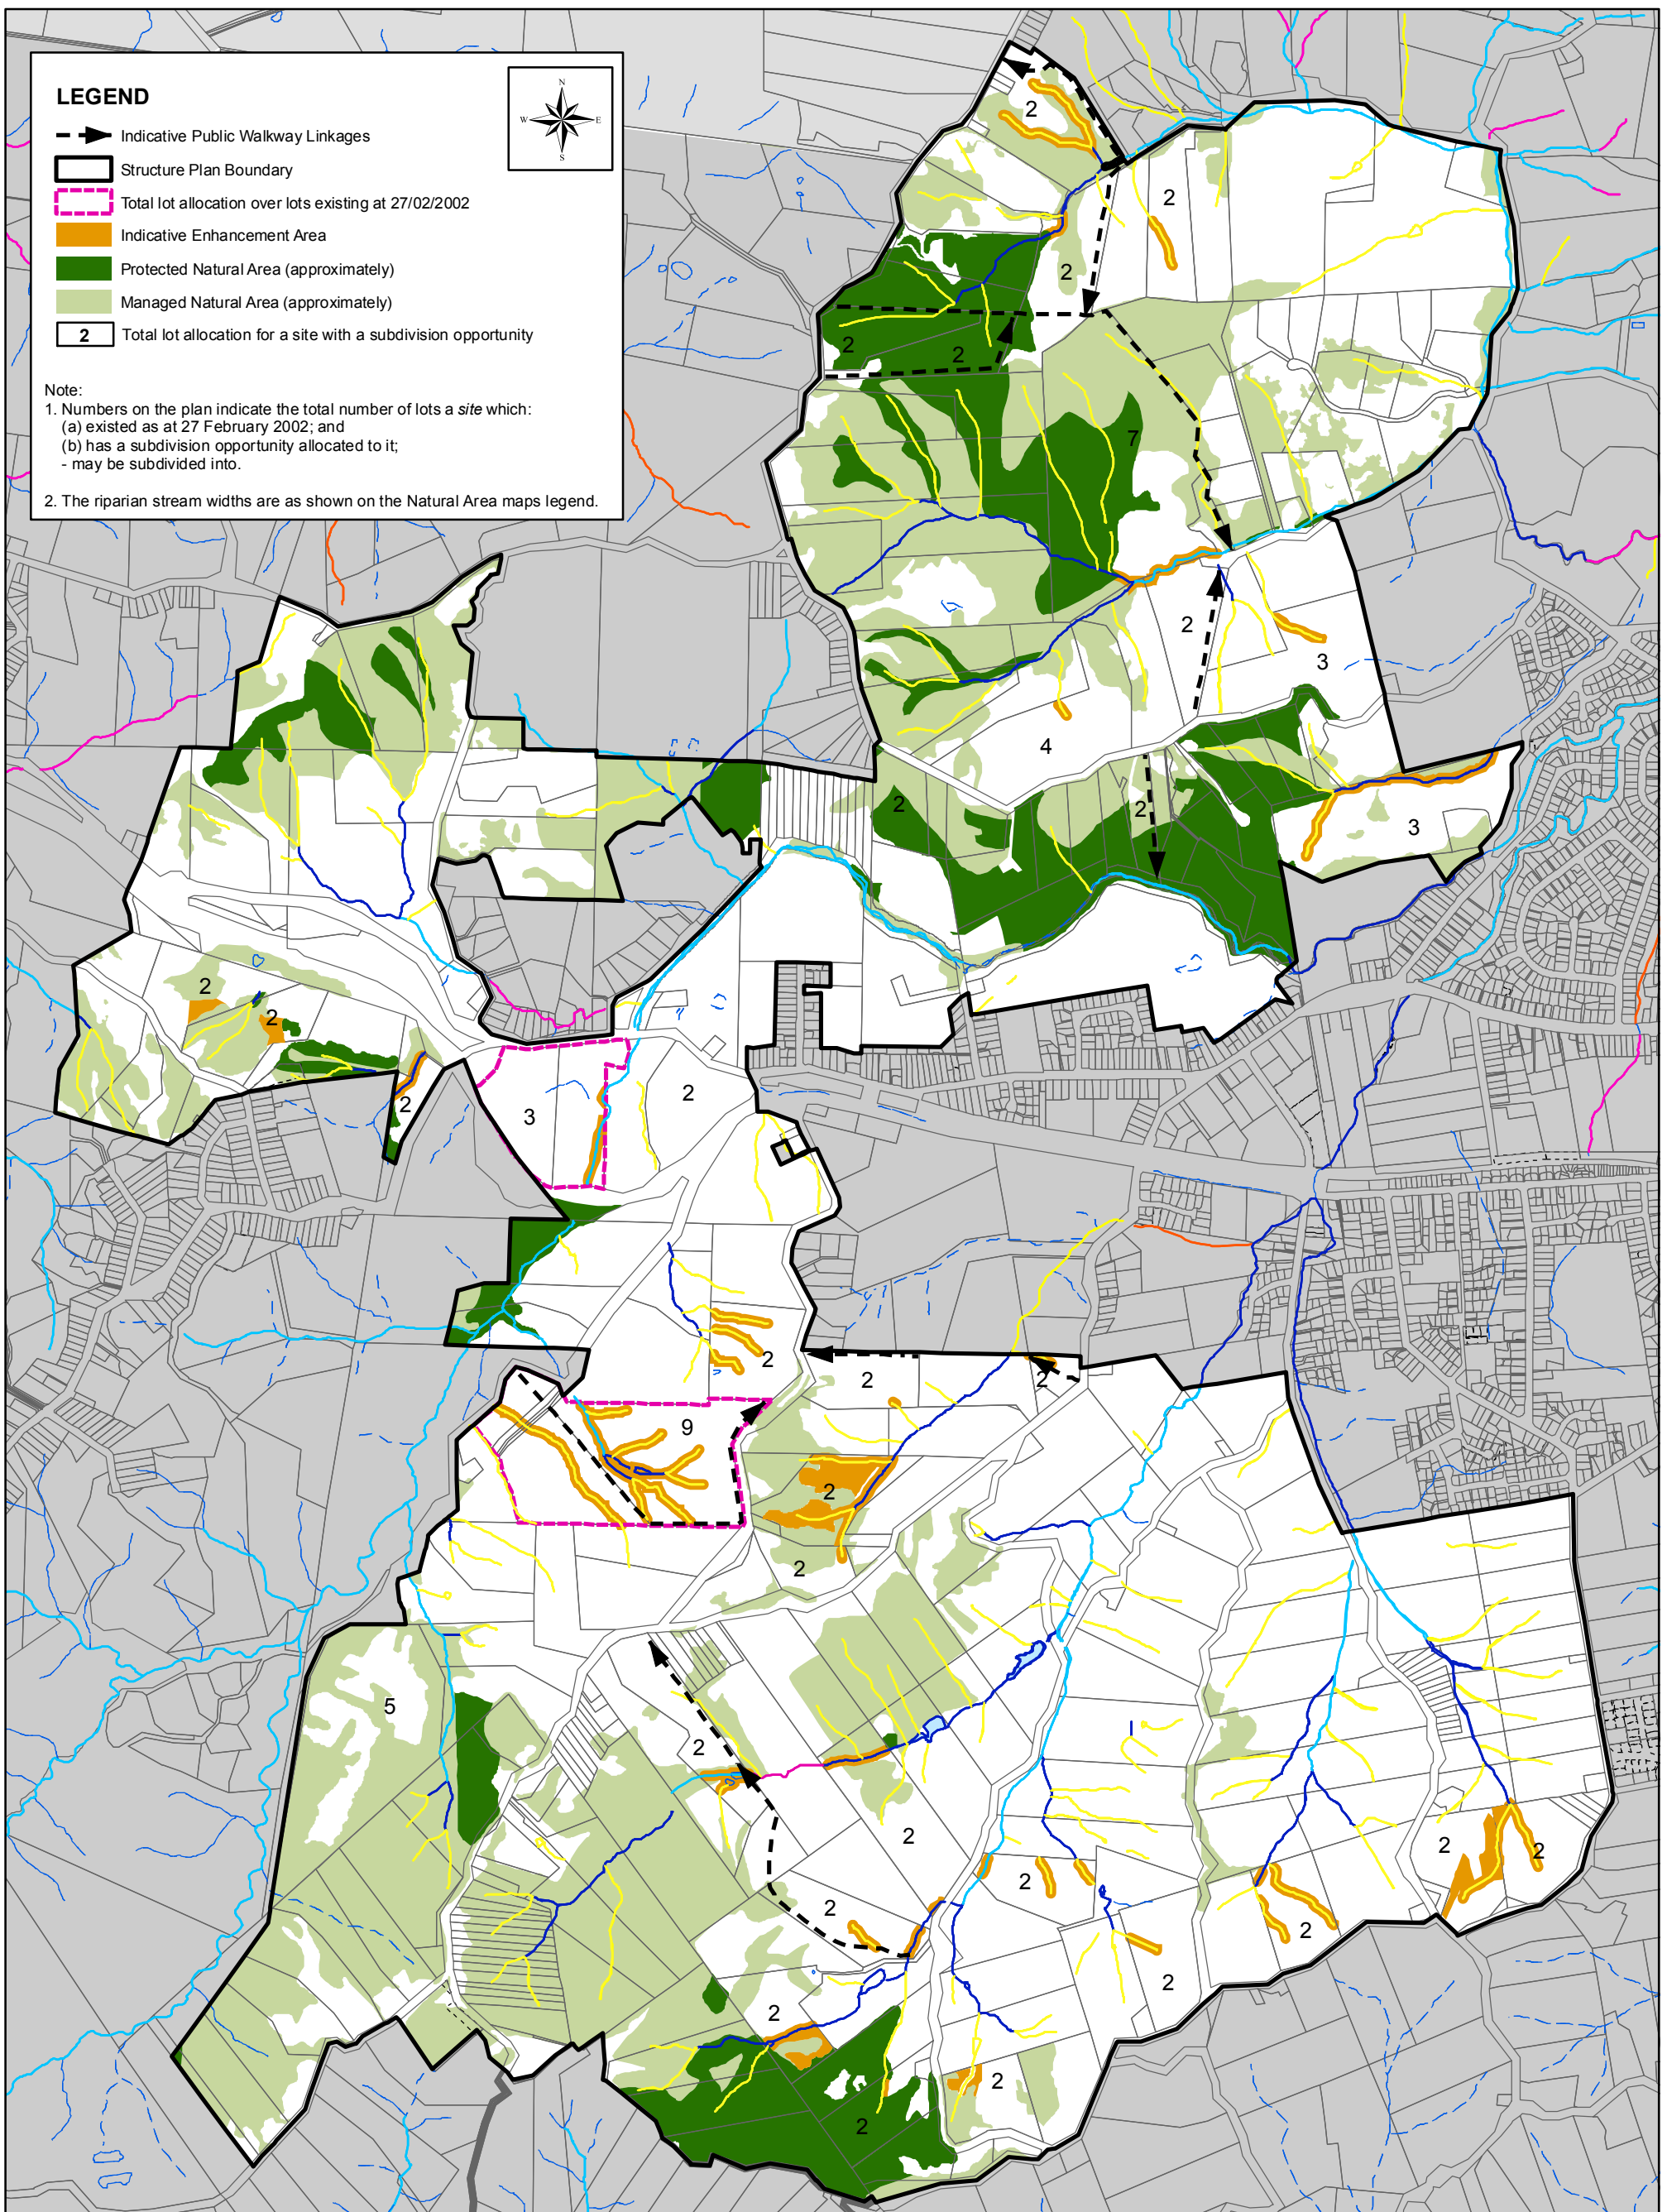 LEGEND
N
W E
S
Indicative Public Walkway Linkages
Structure Plan Boundary
Total lot allocation over lots existing at 27/02/2002
Indicative Enhancement Area
Protected Natural Area (approximately)
Managed Natural Area (approximately)
2 Total lot allocation for a site with a subdivision opportunity
Note:
1. Numbers on the plan indicate the total number of lots a site which:
(a) existed as at 27 February 2002; and
(b) has a subdivision opportunity allocated to it;
- may be subdivided into.
2. The riparian stream widths are as shown on the Natural Area maps legend.
2
2
2
2
2
7
2
3
4
2
2
3
2
2
2
3
2
2
2
2
9
2
2
5
2
2
2
2
2
2
2
2
2
2
2
2